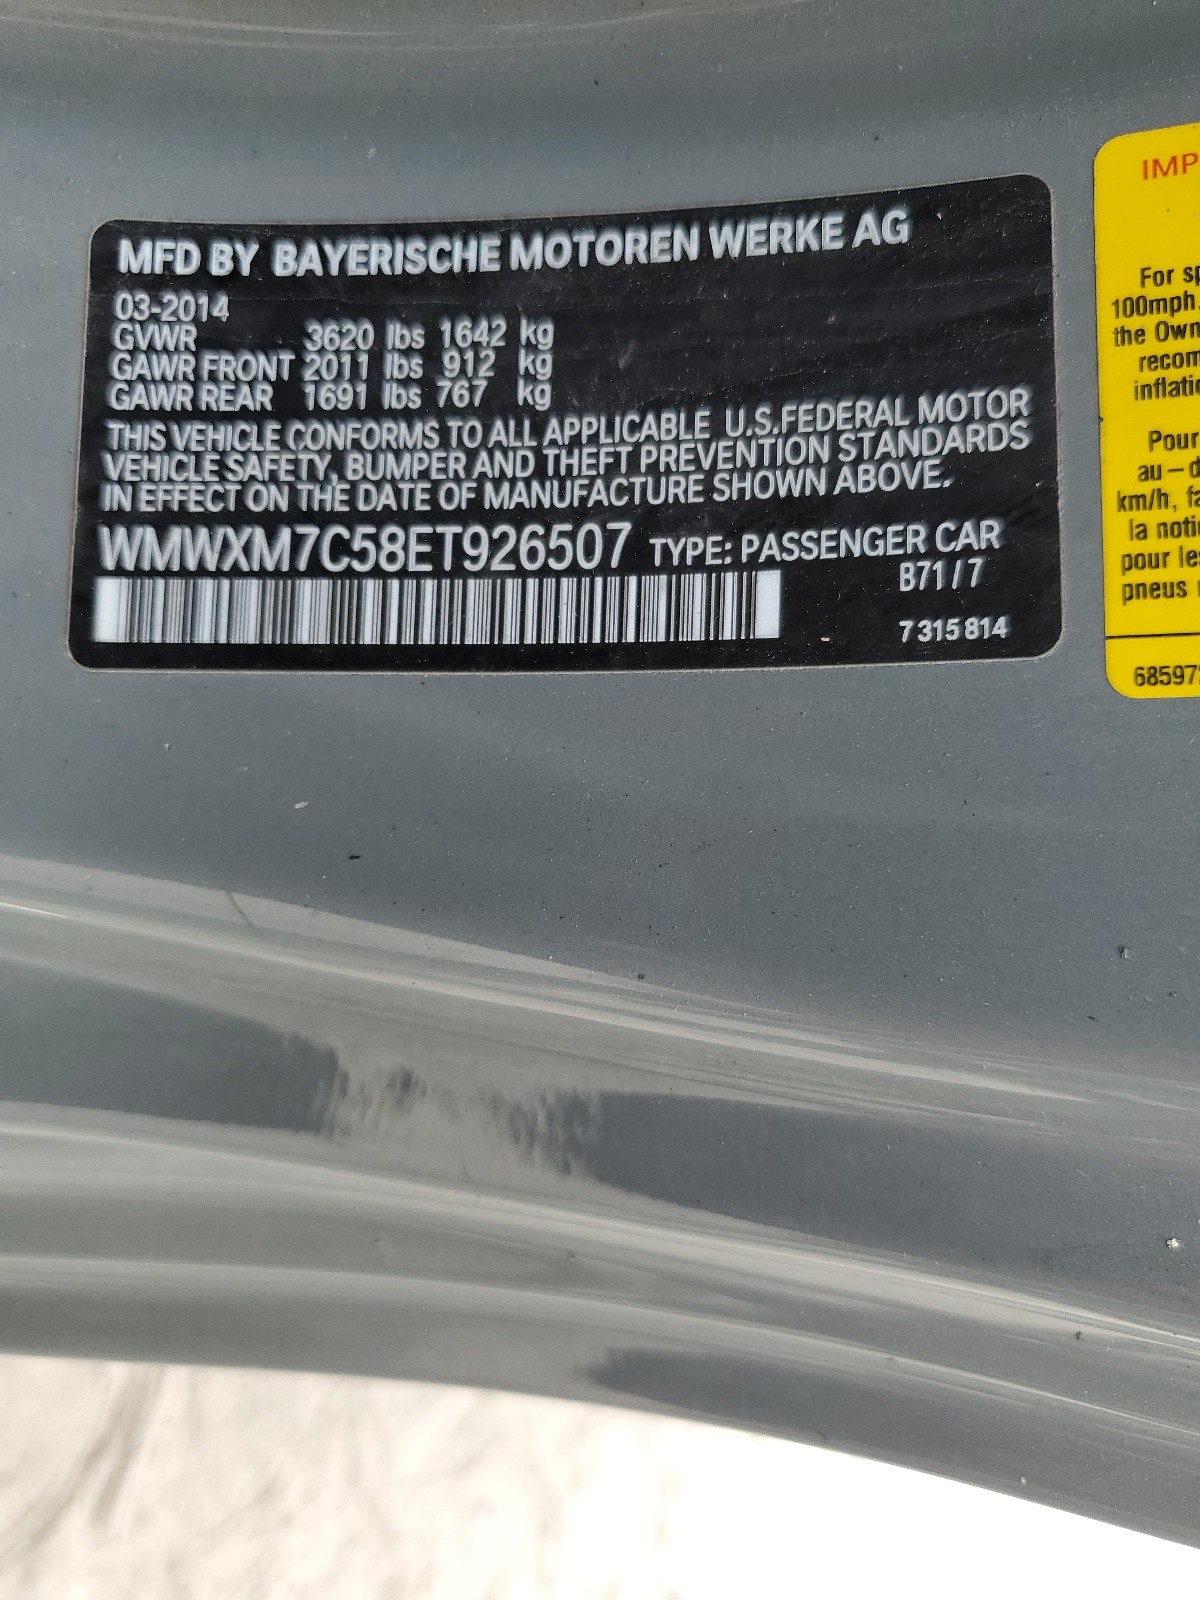 MFD BY BAYERISCHE MOTOREN WERKE AG
03-2014
GVWR 3620 lbs 1642 kg
GAWR FRONT 2011 lbs 912 kg
GAWR REAR 1691 lbs 767 kg
THIS VEHICLE CONFORMS TO ALL APPLICABLE U.S.FEDERAL MOTOR
VEHICLE SAFETY, BUMPER AND THEFT PREVENTION STANDARDS
IN EFFECT ON THE DATE OF MANUFACTURE SHOWN ABOVE.
WMWXM7C58ET926507 TYPE: PASSENGER CAR
B71/7
7 315 814
IMP
For sp
100mph,
the Own
recom
inflatio
Pour
au–d
km/h, fa
la noti
pour les
pneus
68597